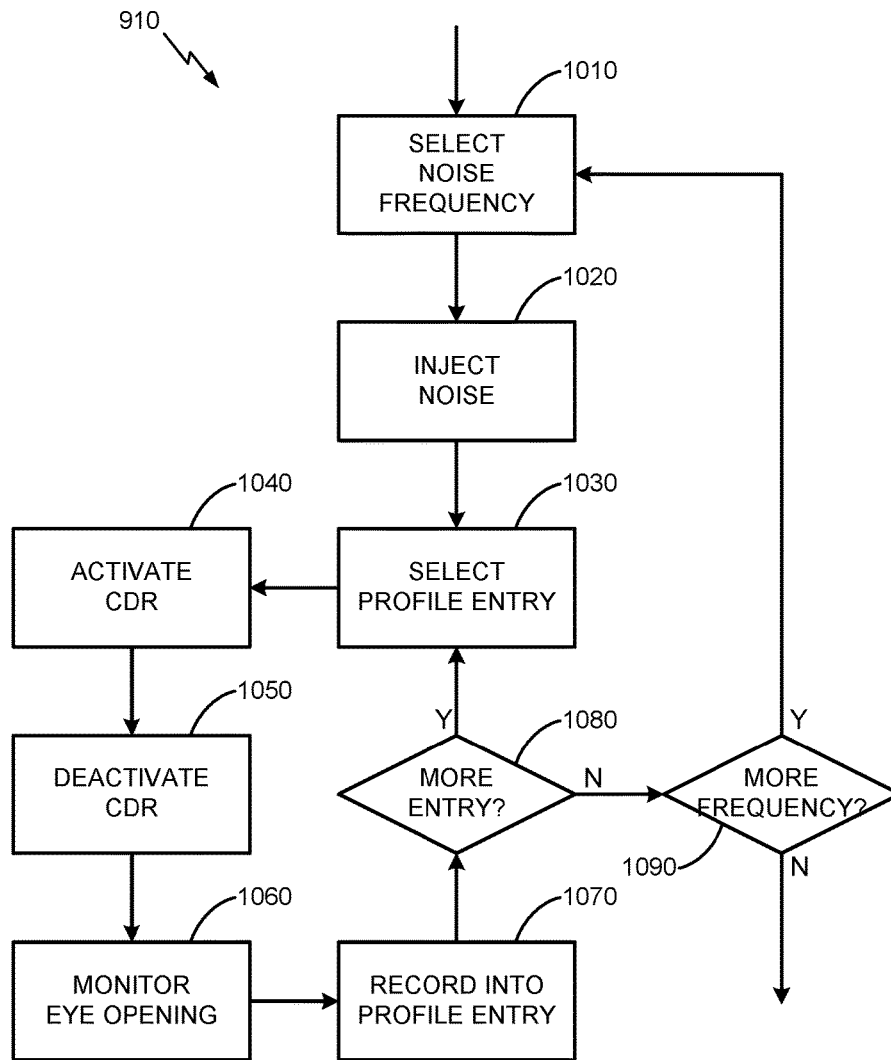 910
1010
SELECT
NOISE
FREQUENCY
1020
INJECT
NOISE
1030
SELECT
PROFILE ENTRY
1040
ACTIVATE
CDR
1050
DEACTIVATE
CDR
1060
MONITOR
EYE OPENING
1070
RECORD INTO
PROFILE ENTRY
1080
MORE
ENTRY?
Y
N
1090
MORE
FREQUENCY?
Y
N